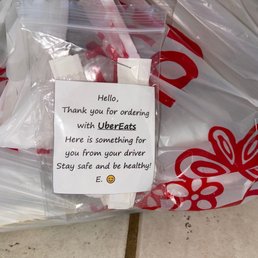 Hello,
Thank you for ordering
with UberEats
Here is something for
you from your driver
Stay safe and be healthy!
E. 😊